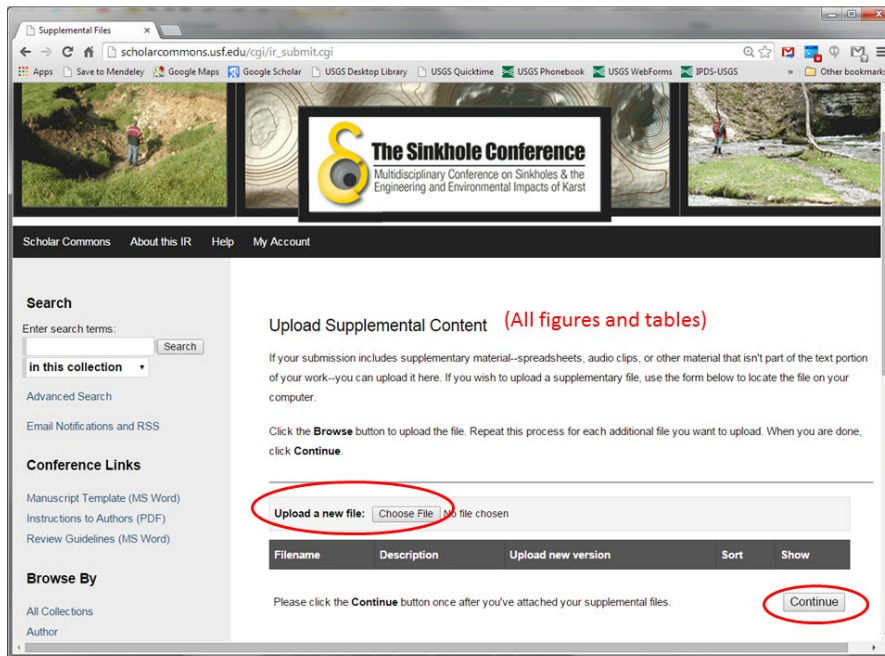 Supplemental Files
scholarcommons.usf.edu/cgi/ir_submit.cgi
Apps Save to Mendeley Google Maps Google Scholar USGS Desktop Library USGS Quicktime USGS Phonebook USGS WebForms IPDS-USGS » Other bookmarks
The Sinkhole Conference
Multidisciplinary Conference on Sinkholes & the
Engineering and Environmental Impacts of Karst
Scholar Commons About this IR Help My Account
Search
Enter search terms:
Search
in this collection
Advanced Search
Email Notifications and RSS
Conference Links
Manuscript Template (MS Word)
Instructions to Authors (PDF)
Review Guidelines (MS Word)
Browse By
All Collections
Author
Upload Supplemental Content (All figures and tables)
If your submission includes supplementary material--spreadsheets, audio clips, or other material that isn't part of the text portion
of your work--you can upload it here. If you wish to upload a supplementary file, use the form below to locate the file on your
computer.
Click the Browse button to upload the file. Repeat this process for each additional file you want to upload. When you are done,
click Continue.
Upload a new file: Choose File No file chosen
Filename Description Upload new version Sort Show
Please click the Continue button once after you've attached your supplemental files. Continue